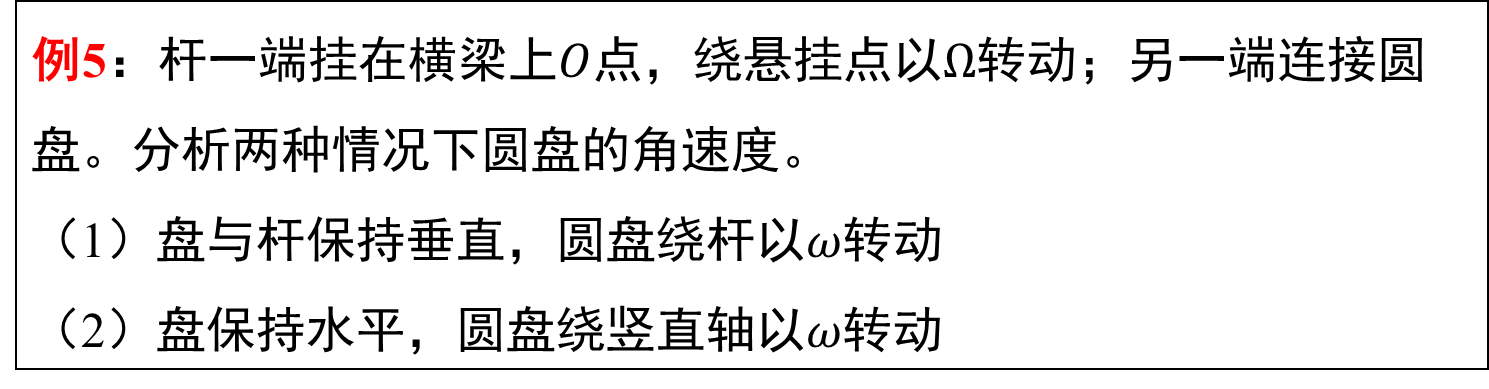 例5：杆一端挂在横梁上O点，绕悬挂点以Ω转动；另一端连接圆
盘。分析两种情况下圆盘的角速度。
（1）盘与杆保持垂直，圆盘绕杆以ω转动
（2）盘保持水平，圆盘绕竖直轴以ω转动